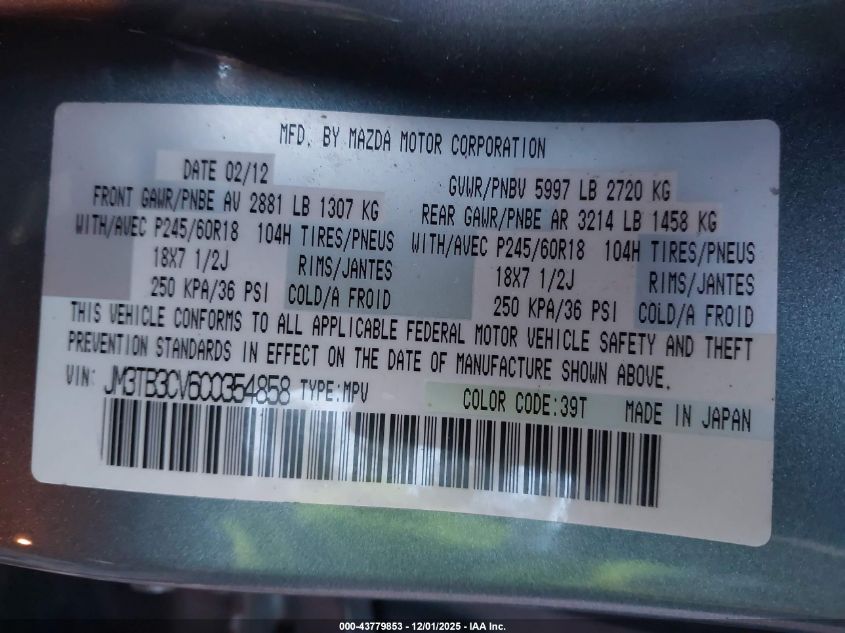 MFD. BY MAZDA MOTOR CORPORATION
DATE 02/12 GVWR/PNBV 5997 LB 2720 KG
FRONT GAWR/PNBE AV 2881 LB 1307 KG REAR GAWR/PNBE AR 3214 LB 1458 KG
WITH/AVEC P245/60R18 104H TIRES/PNEUS WITH/AVEC P245/60R18 104H TIRES/PNEUS
18X7 1/2J RIMS/JANTES 18X7 1/2J RIMS/JANTES
250 KPA/36 PSI COLD/A FROID 250 KPA/36 PSI COLD/A FROID
THIS VEHICLE CONFORMS TO ALL APPLICABLE FEDERAL MOTOR VEHICLE SAFETY AND THEFT
PREVENTION STANDARDS IN EFFECT ON THE DATE OF MANUFACTURE SHOWN ABOVE.
VIN: JM3TB3CV6C0354858 TYPE:MPV COLOR CODE:39T MADE IN JAPAN
000-43779853 - 12/01/2025 - IAA Inc.